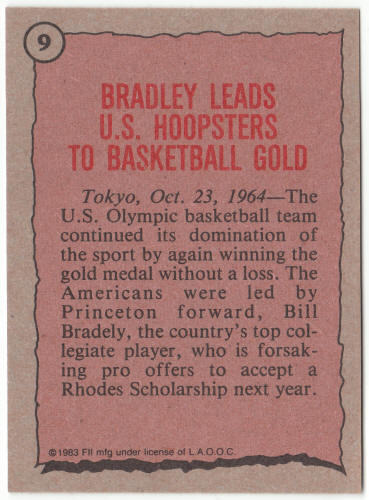 9
BRADLEY LEADS
U.S. HOOPSTERS
TO BASKETBALL GOLD
Tokyo, Oct. 23, 1964—The
U.S. Olympic basketball team
continued its domination of
the sport by again winning the
gold medal without a loss. The
Americans were led by
Princeton forward, Bill
Bradely, the country's top col-
legiate player, who is forsak-
ing pro offers to accept a
Rhodes Scholarship next year.
©1983 FII mfg under license of L.A.O.O.C.